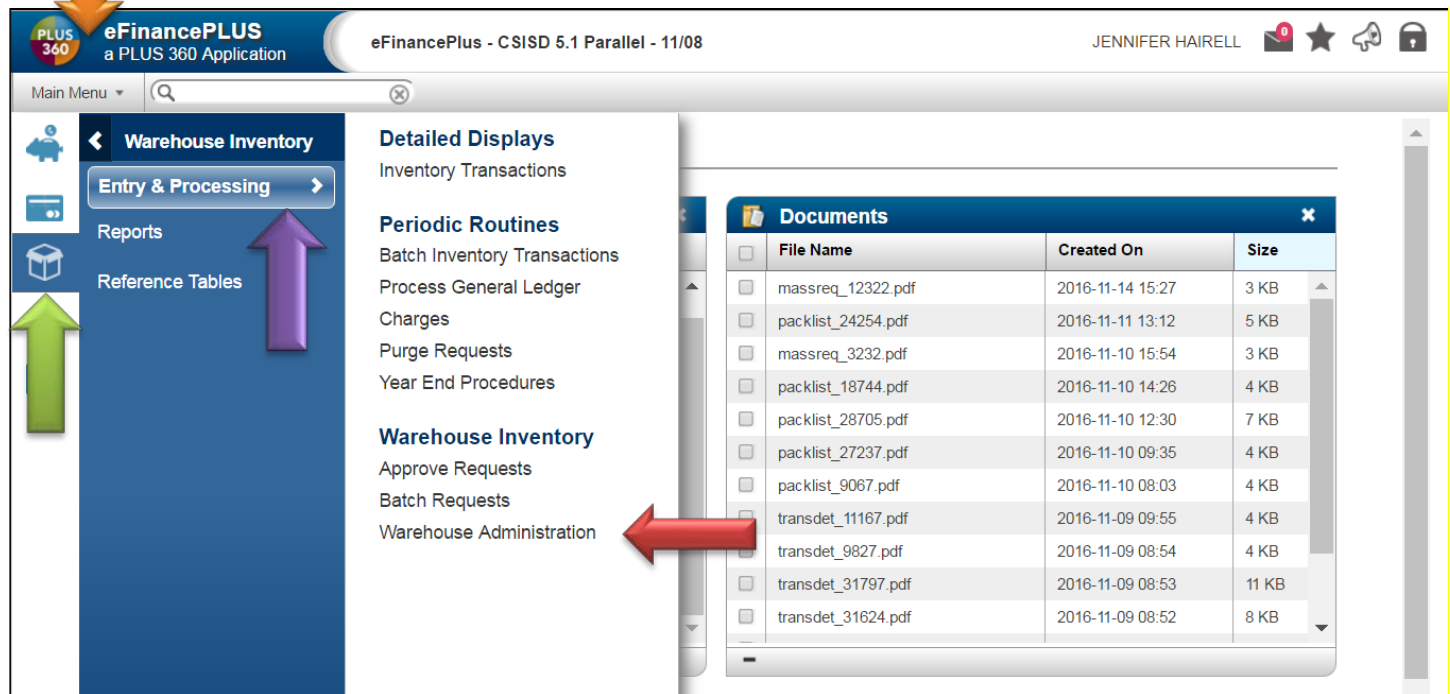 PLUS
360
eFinancePLUS
a PLUS 360 Application
eFinancePlus - CSISD 5.1 Parallel - 11/08
JENNIFER HAIRELL
0
Main Menu
Warehouse Inventory
Entry & Processing
Reports
Reference Tables
Detailed Displays
Inventory Transactions
Periodic Routines
Batch Inventory Transactions
Process General Ledger
Charges
Purge Requests
Year End Procedures
Warehouse Inventory
Approve Requests
Batch Requests
Warehouse Administration
Documents
File Name Created On Size
massreq_12322.pdf 2016-11-14 15:27 3 KB
packlist_24254.pdf 2016-11-11 13:12 5 KB
massreq_3232.pdf 2016-11-10 15:54 3 KB
packlist_18744.pdf 2016-11-10 14:26 4 KB
packlist_28705.pdf 2016-11-10 12:30 7 KB
packlist_27237.pdf 2016-11-10 09:35 4 KB
packlist_9067.pdf 2016-11-10 08:03 4 KB
transdet_11167.pdf 2016-11-09 09:55 4 KB
transdet_9827.pdf 2016-11-09 08:54 4 KB
transdet_31797.pdf 2016-11-09 08:53 11 KB
transdet_31624.pdf 2016-11-09 08:52 8 KB